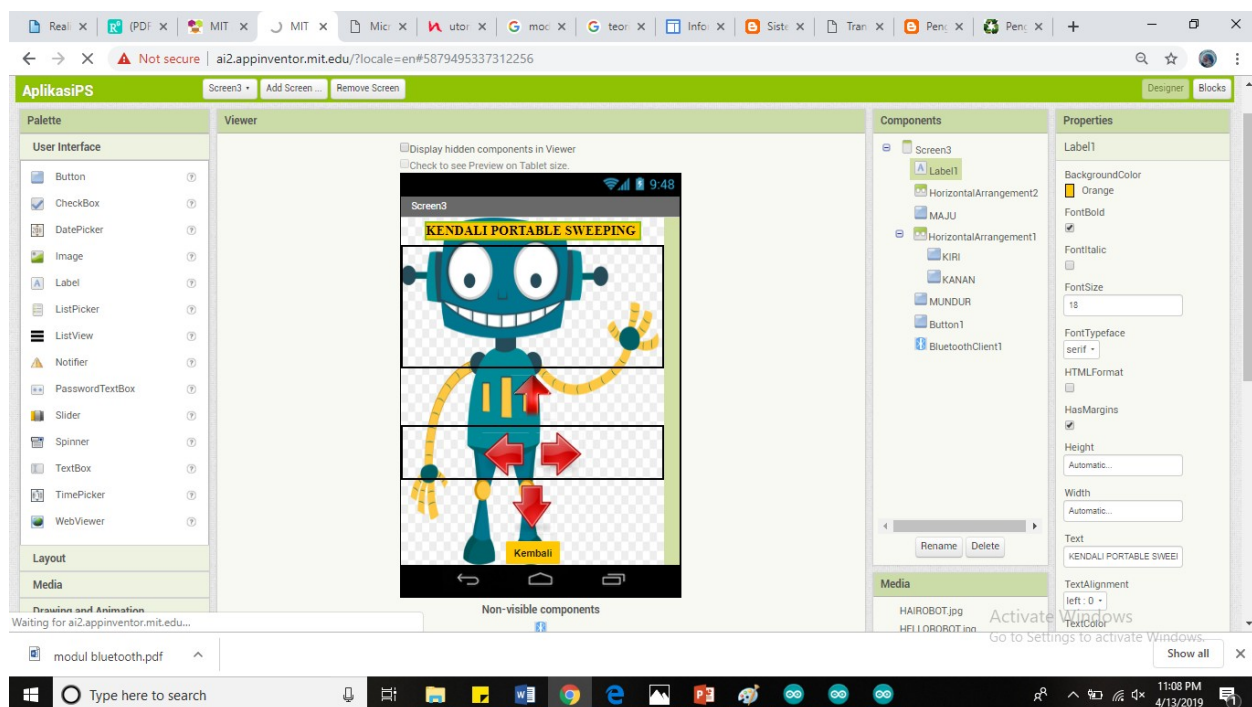 Reali
(PDF
MIT
MIT
Micr
utor
mod
teor
Infor
Siste
Tran
Peng
Peng
Not secure ai2.appinventor.mit.edu/?locale=en#5879495337312256
AplikasiPS Screen3 Add Screen ... Remove Screen Designer Blocks
Palette
User Interface
Button
CheckBox
DatePicker
Image
Label
ListPicker
ListView
Notifier
PasswordTextBox
Slider
Spinner
TextBox
TimePicker
WebViewer
Layout
Media
Drawing and Animation
Waiting for ai2.appinventor.mit.edu...
Viewer
Display hidden components in Viewer
Check to see Preview on Tablet size.
9:48
Screen3
KENDALI PORTABLE SWEEPING
Kembali
Non-visible components
Components
Screen3
Label1
HorizontalArrangement2
MAJU
HorizontalArrangement1
KIRI
KANAN
MUNDUR
Button1
BluetoothClient1
Rename Delete
Media
HAIROBOT.jpg
HELLOROBOT.jpg
Properties
Label1
BackgroundColor
Orange
FontBold
FontItalic
FontSize
18
FontTypeface
serif
HTMLFormat
HasMargins
Height
Automatic...
Width
Automatic...
Text
KENDALI PORTABLE SWEEI
TextAlignment
left : 0
TextColor
Activate Windows
Go to Settings to activate Windows.
modul bluetooth.pdf
Show all
Type here to search
11:08 PM
4/13/2019